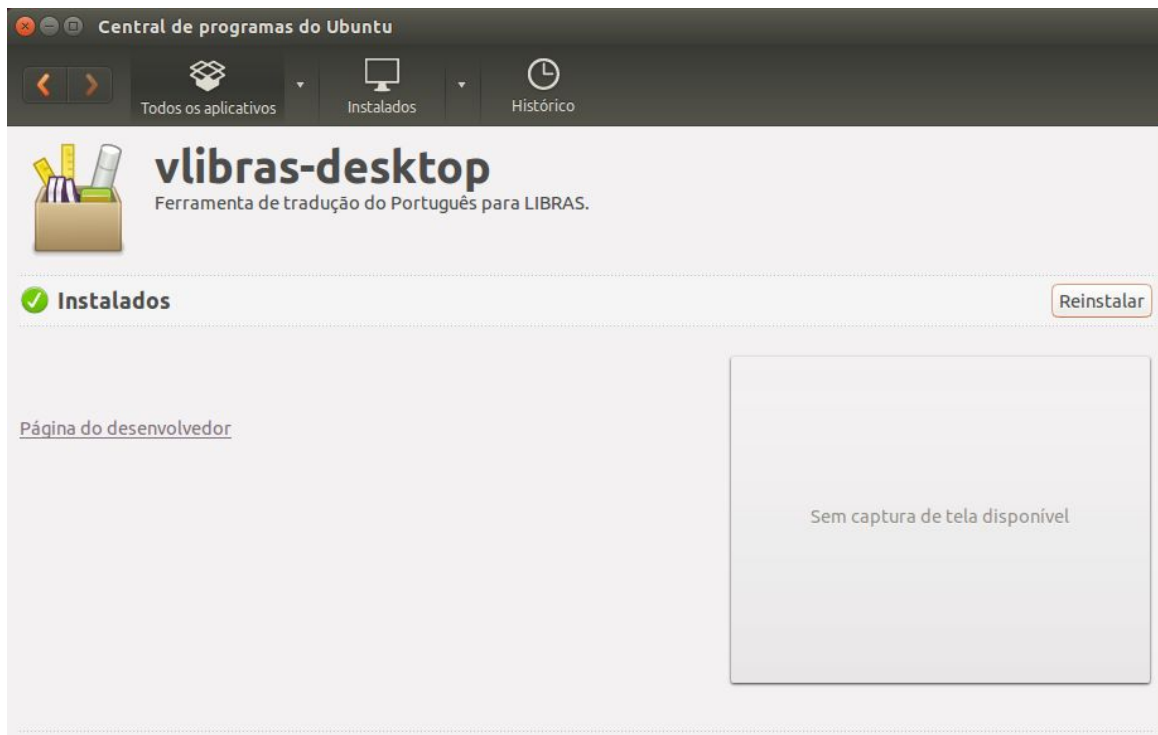 Central de programas do Ubuntu
Todos os aplicativos
Instalados
Histórico
vlibras-desktop
Ferramenta de tradução do Português para LIBRAS.
Instalados
Reinstalar
Página do desenvolvedor
Sem captura de tela disponível